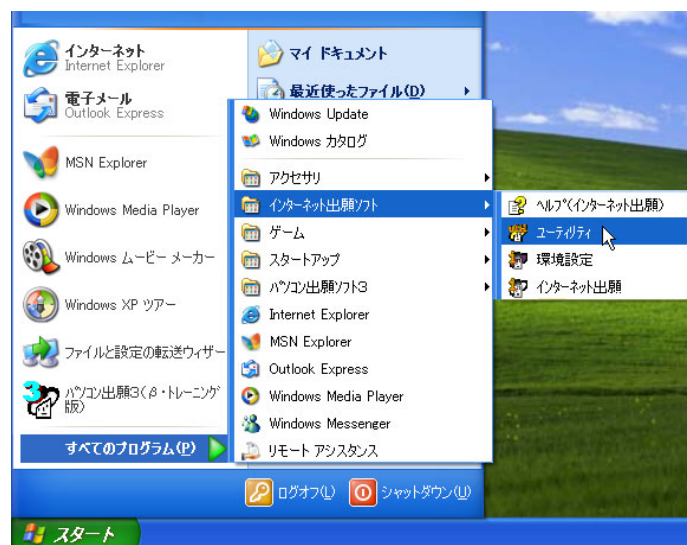 インターネット
Internet Explorer
電子メール
Outlook Express
MSN Explorer
Windows Media Player
Windows ムービー メーカー
Windows XP ツアー
ファイルと設定の転送ウィザー
パソコン出願3(β・トレーニング
版)
すべてのプログラム(P)
マイ ドキュメント
最近使ったファイル(D)
Windows Update
Windows カタログ
アクセサリ
インターネット出願ソフト
ゲーム
スタートアップ
パソコン出願ソフト3
Internet Explorer
MSN Explorer
Outlook Express
Windows Media Player
Windows Messenger
リモート アシスタンス
ヘルプ(インターネット出願)
ユーティリティ
環境設定
インターネット出願
ログオフ(L)
シャットダウン(U)
スタート